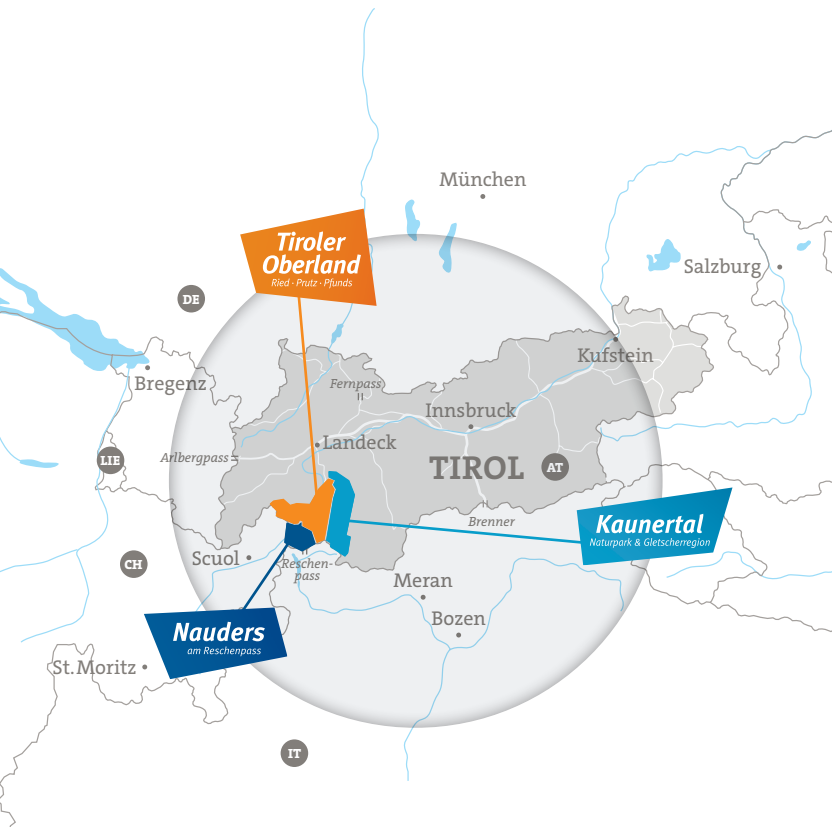 München
Tiroler
Oberland
Ried · Prutz · Pfunds
Salzburg
DE
Kufstein
Bregenz
Fernpass
Innsbruck
Landeck
Arlbergpass
LIE
TIROL
AT
Brenner
Kaunertal
Naturpark & Gletscherregion
Scuol
CH
Reschen-
pass
Meran
Bozen
Nauders
am Reschenpass
St. Moritz
IT